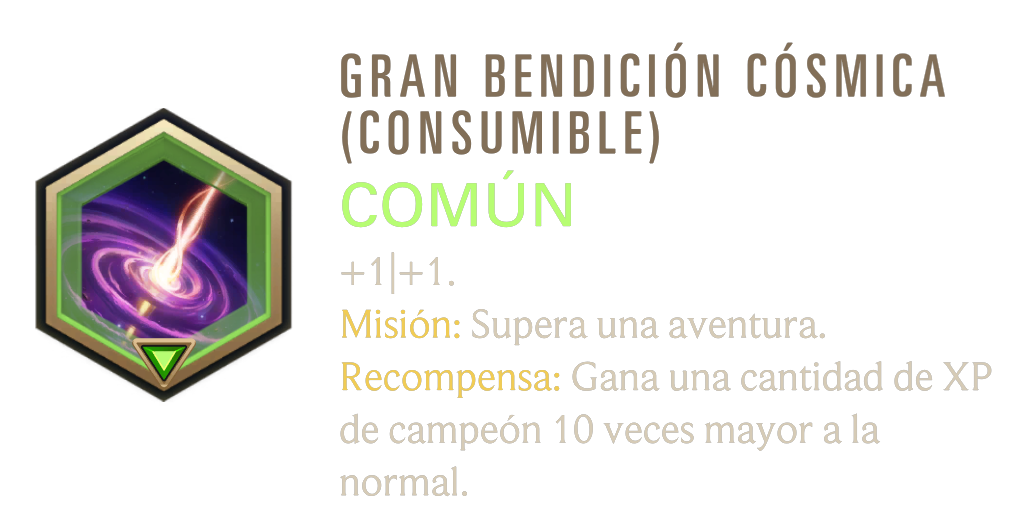 GRAN BENDICIÓN CÓSMICA
(CONSUMIBLE)
COMÚN
+1|+1.
Misión: Supera una aventura.
Recompensa: Gana una cantidad de XP
de campeón 10 veces mayor a la
normal.